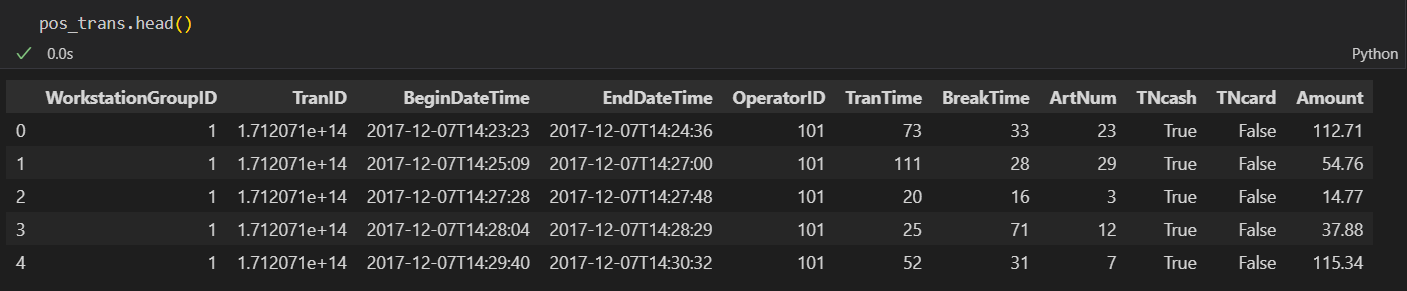 pos_trans.head()
0.0s
Python
WorkstationGroupID TranID BeginDateTime EndDateTime OperatorID TranTime BreakTime ArtNum TNcash TNcard Amount
0 1 1.712071e+14 2017-12-07T14:23:23 2017-12-07T14:24:36 101 73 33 23 True False 112.71
1 1 1.712071e+14 2017-12-07T14:25:09 2017-12-07T14:27:00 101 111 28 29 True False 54.76
2 1 1.712071e+14 2017-12-07T14:27:28 2017-12-07T14:27:48 101 20 16 3 True False 14.77
3 1 1.712071e+14 2017-12-07T14:28:04 2017-12-07T14:28:29 101 25 71 12 True False 37.88
4 1 1.712071e+14 2017-12-07T14:29:40 2017-12-07T14:30:32 101 52 31 7 True False 115.34